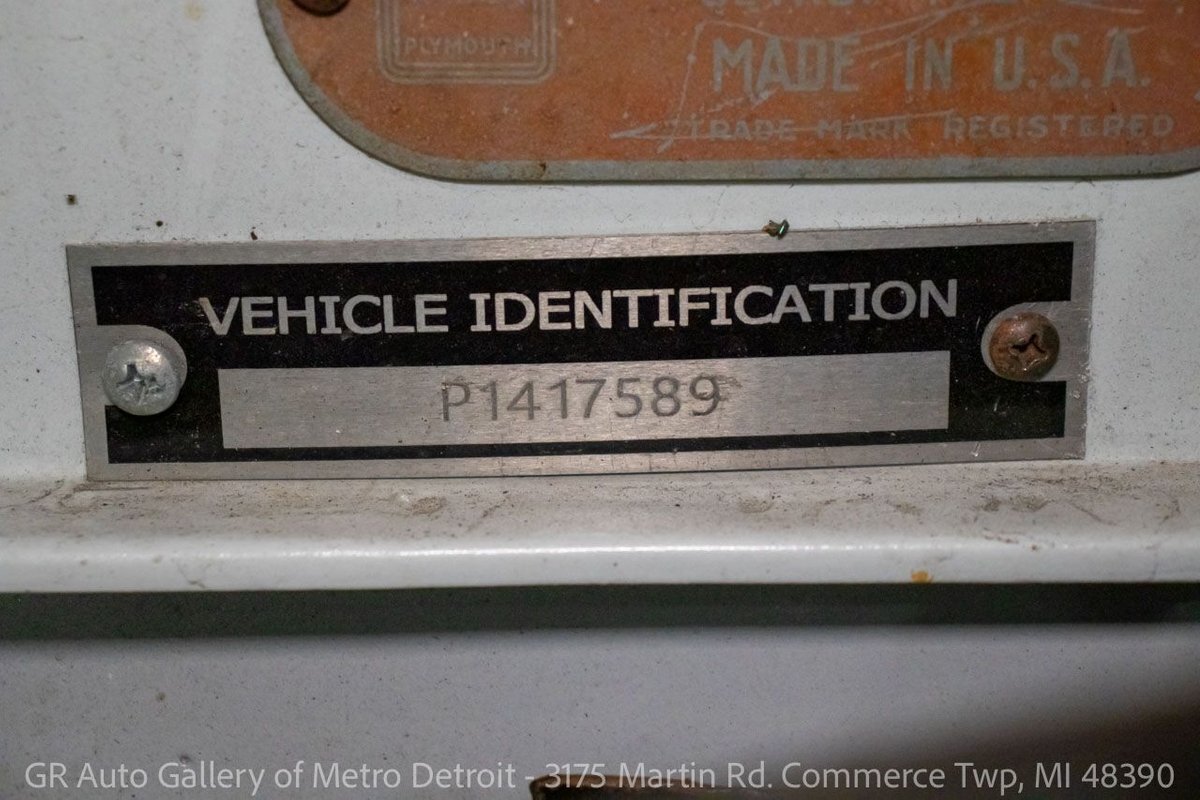 PLYMOUTH
MADE IN U.S.A.
TRADE MARK REGISTERED
VEHICLE IDENTIFICATION
P1417589
GR Auto Gallery of Metro Detroit - 3175 Martin Rd. Commerce Twp, MI 48390